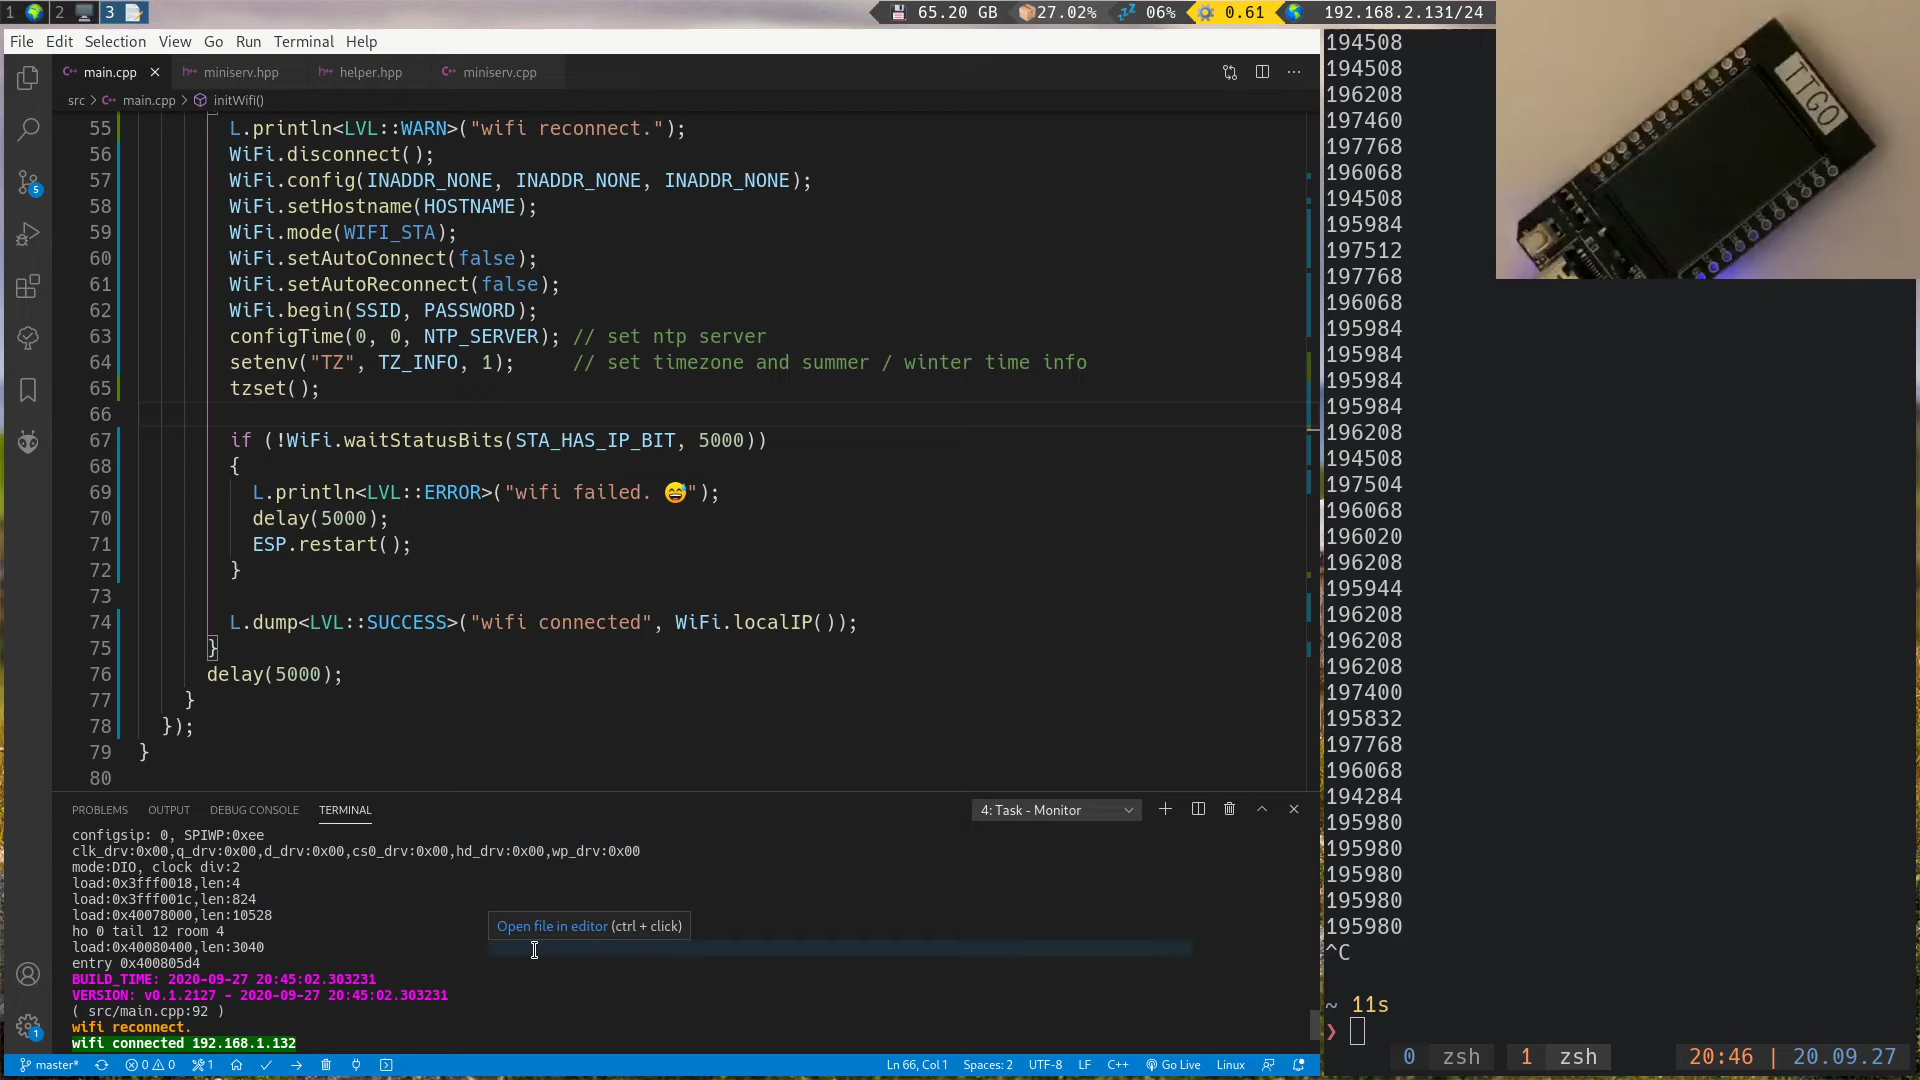 1 2 3 65.20 GB 27.02% 06% 0.61 192.168.2.131/24
File Edit Selection View Go Run Terminal Help
main.cpp miniserv.hpp helper.hpp miniserv.cpp
src > main.cpp > initWifi()
55 L.println<LVL::WARN>("wifi reconnect.");
56 WiFi.disconnect();
57 WiFi.config(INADDR_NONE, INADDR_NONE, INADDR_NONE);
58 WiFi.setHostname(HOSTNAME);
59 WiFi.mode(WIFI_STA);
60 WiFi.setAutoConnect(false);
61 WiFi.setAutoReconnect(false);
62 WiFi.begin(SSID, PASSWORD);
63 configTime(0, 0, NTP_SERVER); // set ntp server
64 setenv("TZ", TZ_INFO, 1); // set timezone and summer / winter time info
65 tzset();
66
67 if (!WiFi.waitStatusBits(STA_HAS_IP_BIT, 5000))
68 {
69 L.println<LVL::ERROR>("wifi failed. 😅");
70 delay(5000);
71 ESP.restart();
72 }
73
74 L.dump<LVL::SUCCESS>("wifi connected", WiFi.localIP());
75 }
76 delay(5000);
77 }
78 });
79 }
80
PROBLEMS OUTPUT DEBUG CONSOLE TERMINAL 4: Task - Monitor
configsip: 0, SPIWP:0xee
clk_drv:0x00,q_drv:0x00,d_drv:0x00,cs0_drv:0x00,hd_drv:0x00,wp_drv:0x00
mode:DIO, clock div:2
load:0x3fff0018,len:4
load:0x3fff001c,len:824
load:0x40078000,len:10528
ho 0 tail 12 room 4
load:0x40080400,len:3040
entry 0x400805d4
BUILD_TIME: 2020-09-27 20:45:02.303231
VERSION: v0.1.2127 - 2020-09-27 20:45:02.303231
( src/main.cpp:92 )
wifi reconnect.
wifi connected 192.168.1.132
Open file in editor (ctrl + click)
5
1
master* 0 0 1 Ln 66, Col 1 Spaces: 2 UTF-8 LF C++ Go Live Linux
194508
194508
196208
197460
197768
196068
194508
195984
197512
197768
196068
195984
195984
195984
195984
196208
194508
197504
196068
196020
196208
195944
196208
196208
196208
197400
195832
197768
196068
194284
195980
195980
195980
195980
195980
^C
~ 11s
❯
0 zsh 1 zsh 20:46 | 20.09.27
TTGO